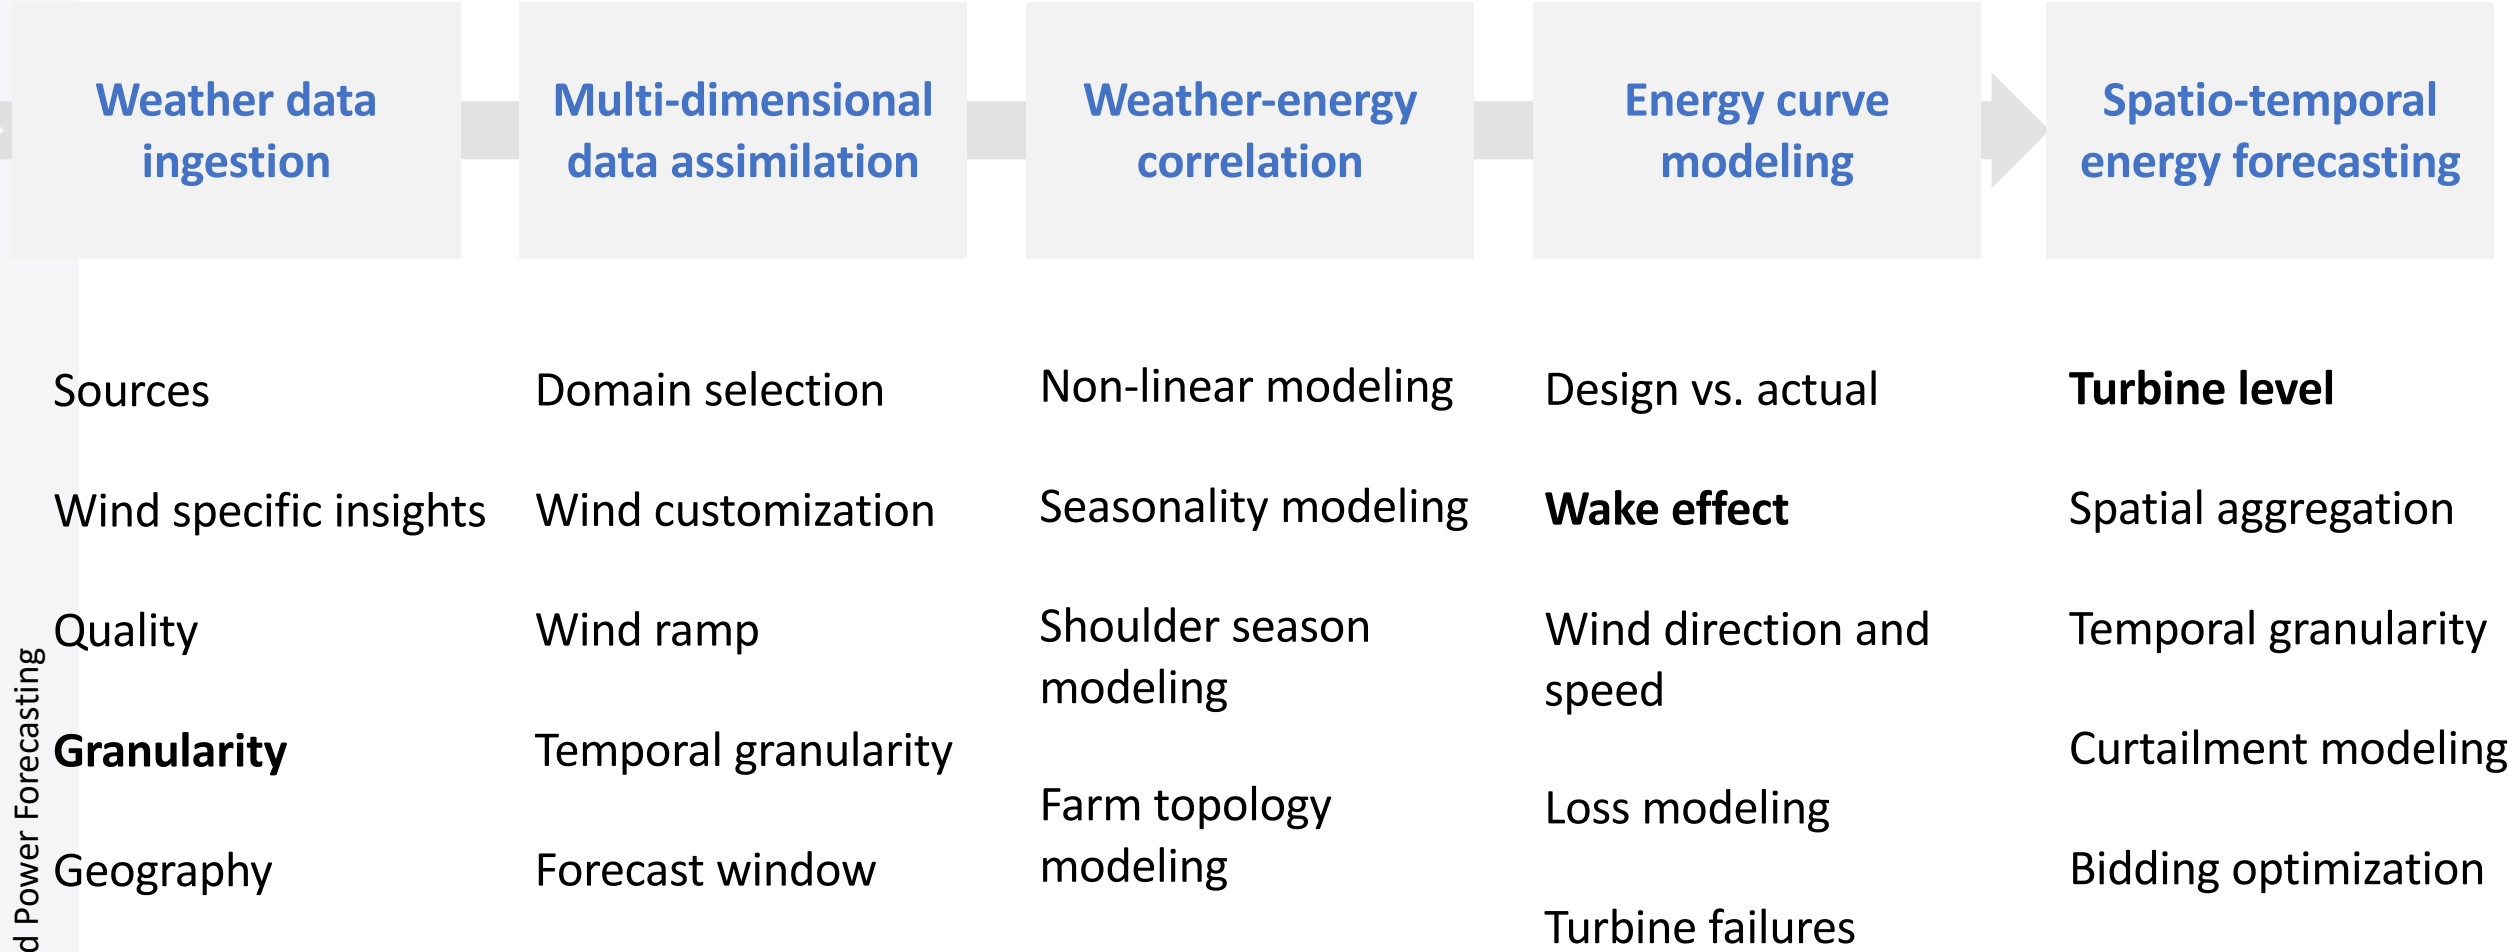 Weather data
ingestion
Multi-dimensional
data assimilation
Weather-energy
correlation
Energy curve
modeling
Spatio-temporal
energy forecasting
Sources
Wind specific insights
Quality
Granularity
Geography
Domain selection
Wind customization
Wind ramp
Temporal granularity
Forecast window
Non-linear modeling
Seasonality modeling
Shoulder season
modeling
Farm topology
modeling
Design vs. actual
Wake effect
Wind direction and
speed
Loss modeling
Turbine failures
Turbine level
Spatial aggregation
Temporal granularity
Curtailment modeling
Bidding optimization
d Power Forecasting